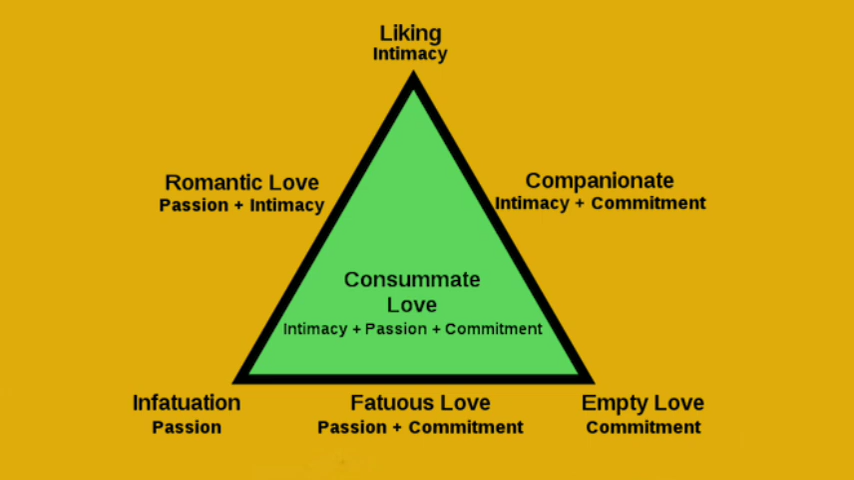 Liking
Intimacy
Romantic Love
Passion + Intimacy
Companionate
Intimacy + Commitment
Consummate
Love
Intimacy + Passion + Commitment
Infatuation
Passion
Fatuous Love
Passion + Commitment
Empty Love
Commitment